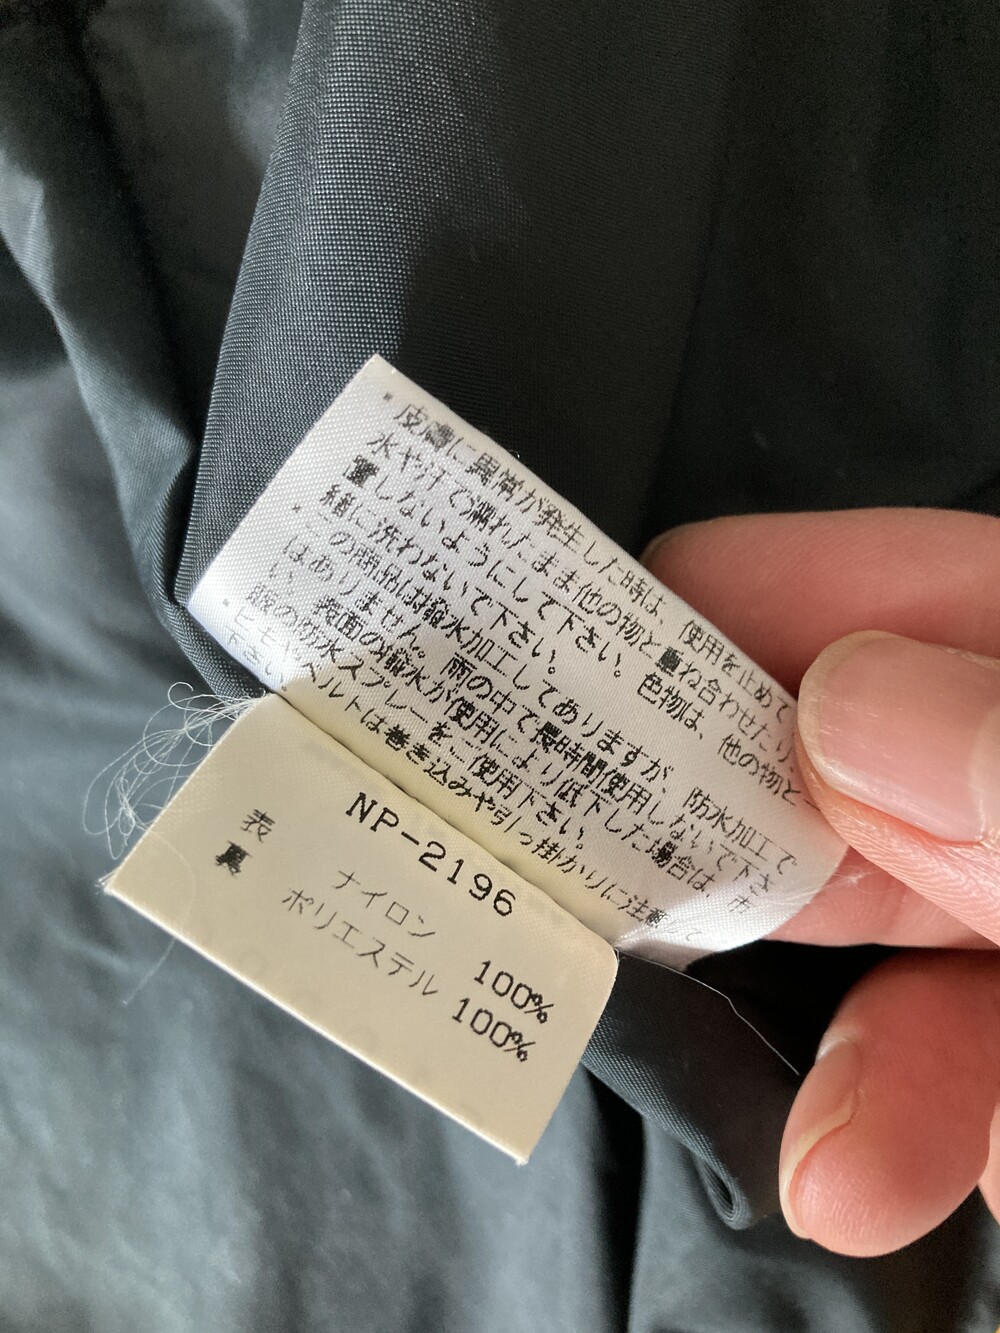 ・皮膚に異常が発生した時は、使用を止めて
水や汗で濡れたまま他の物と重ね合わせたり、
置しないようにして下さい。色物は、他の物と一
緒に洗わないで下さい。
・この商品は撥水加工してありますが、防水加工で
はありません。雨の中で長時間使用しないで下さ
い。表面の撥水が使用により低下した場合は、市
販の防水スプレーをご使用下さい。
・ヒモやベルトは巻き込みや引っ掛かりに注意して
下さい。
NP-2196
表 ナイロン 100%
裏 ポリエステル 100%